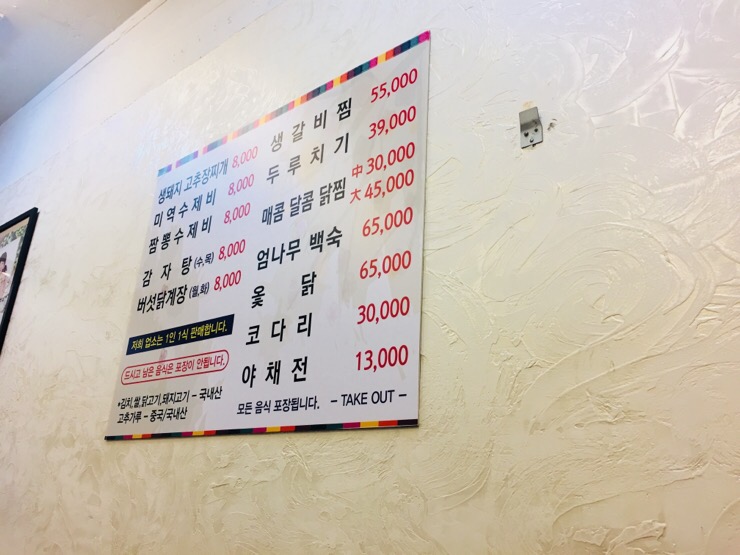 생돼지 고추장찌개 8,000
미역수제비 8,000
짬뽕수제비 8,000
감자탕 (수,목) 8,000
버섯닭계장 (월,화) 8,000
저희 업소는 1인 1식 판매합니다.
드시고 남은 음식은 포장이 안됩니다.
*김치,쌀,닭고기,돼지고기 - 국내산
고추가루 - 중국/국내산
생갈비찜 55,000
두루치기 39,000
매콤 달콤 닭찜 中 30,000
大 45,000
엄나무 백숙 65,000
옻닭 65,000
코다리 30,000
야채전 13,000
모든 음식 포장됩니다. - TAKE OUT -